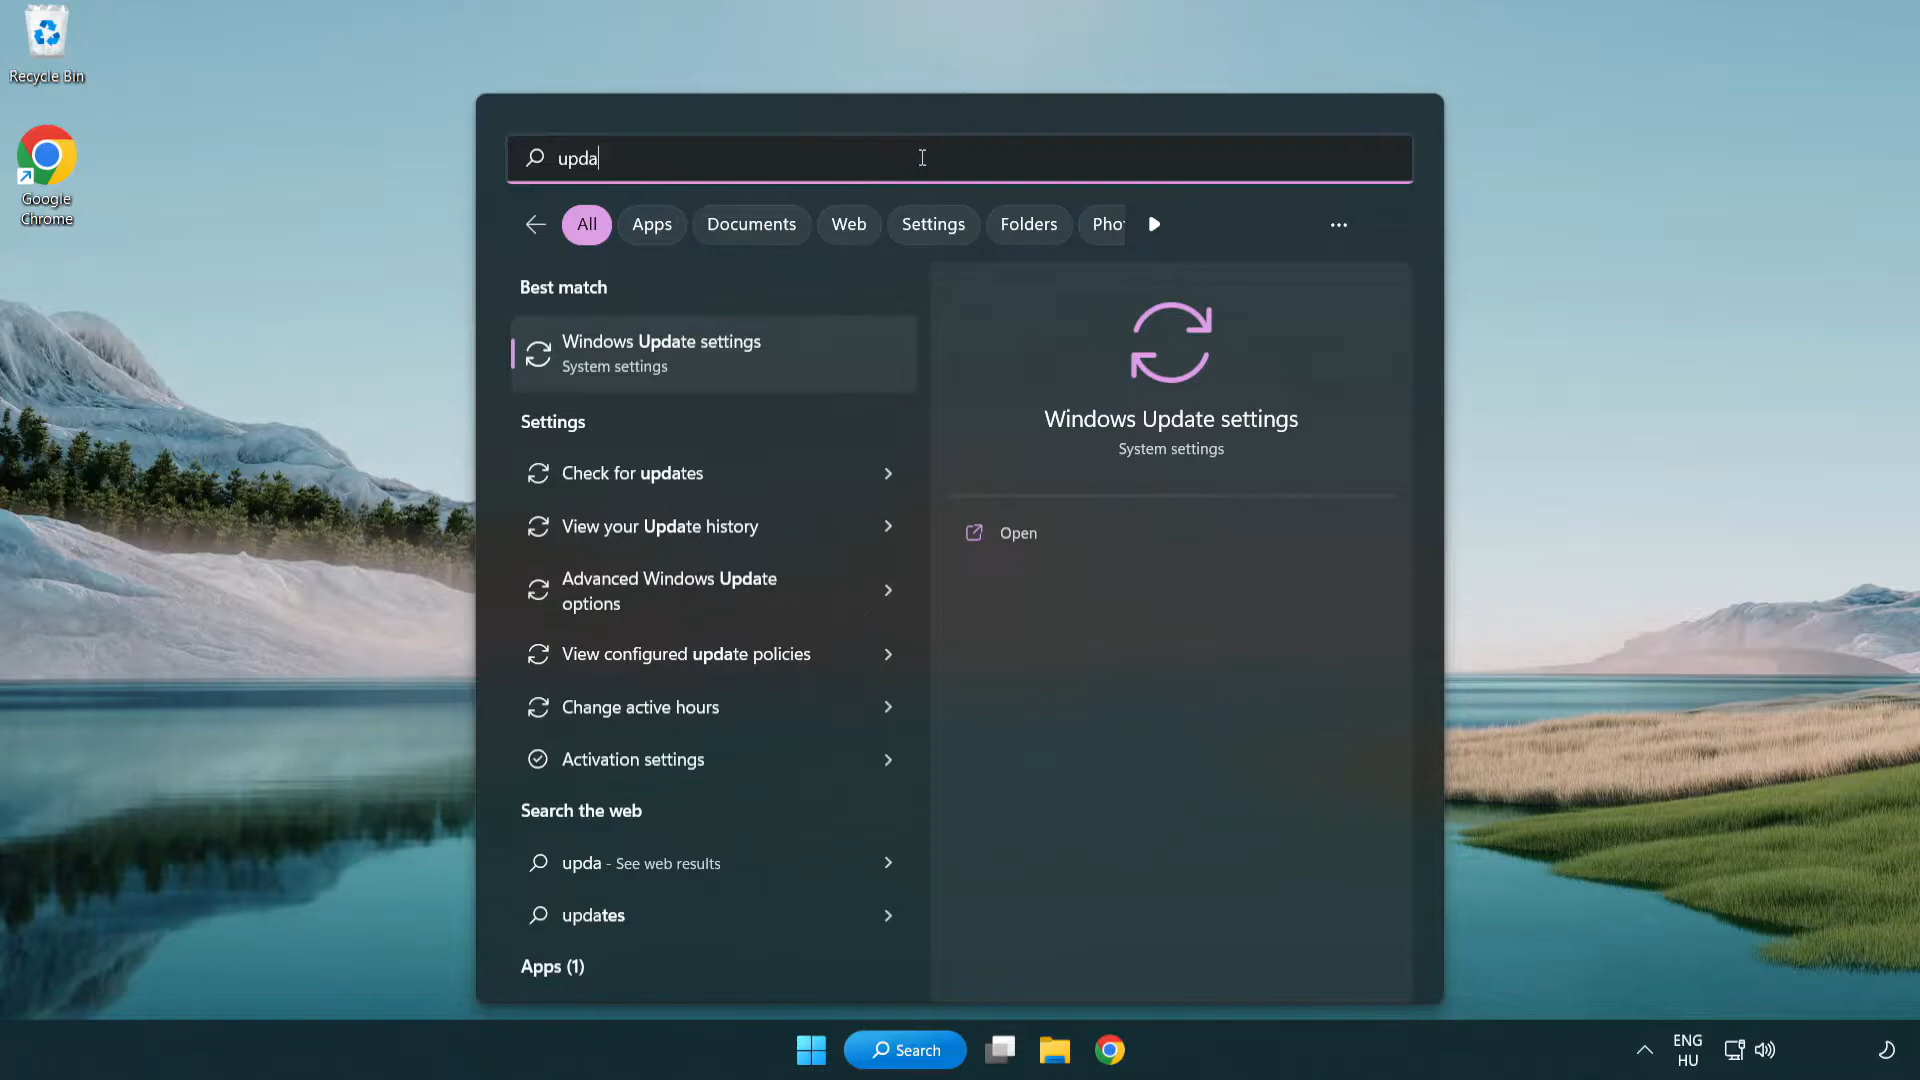 Recycle Bin
Google
Chrome
upda
All
Apps
Documents
Web
Settings
Folders
Pho
Best match
Windows Update settings
System settings
Settings
Check for updates
View your Update history
Advanced Windows Update
options
View configured update policies
Change active hours
Activation settings
Search the web
upda - See web results
updates
Apps (1)
Windows Update settings
System settings
Open
Search
ENG
HU